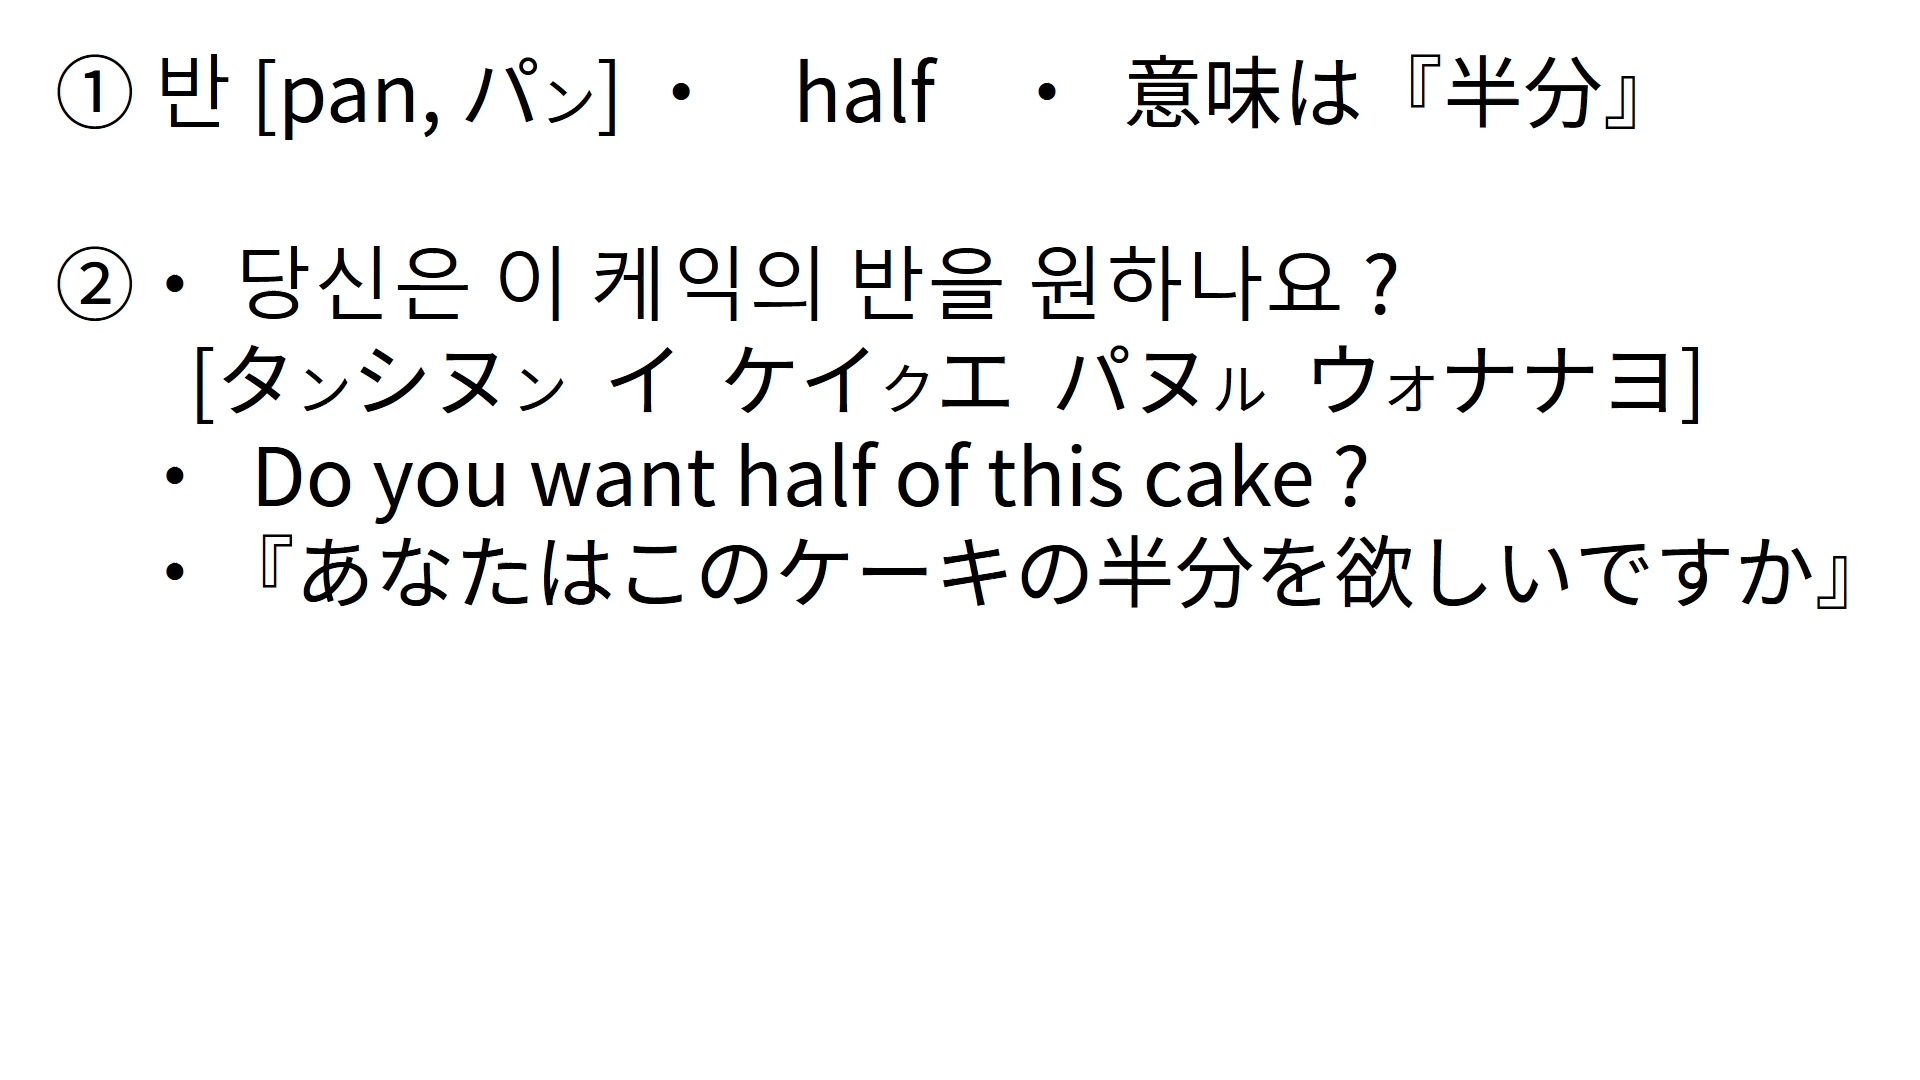 ① 반 [pan, パン] ・ half ・ 意味は『半分』
②・ 당신은 이 케익의 반을 원하나요 ?
[タンシヌン イ ケイクエ パヌル ウォナナヨ]
・ Do you want half of this cake ?
・『あなたはこのケーキの半分を欲しいですか』